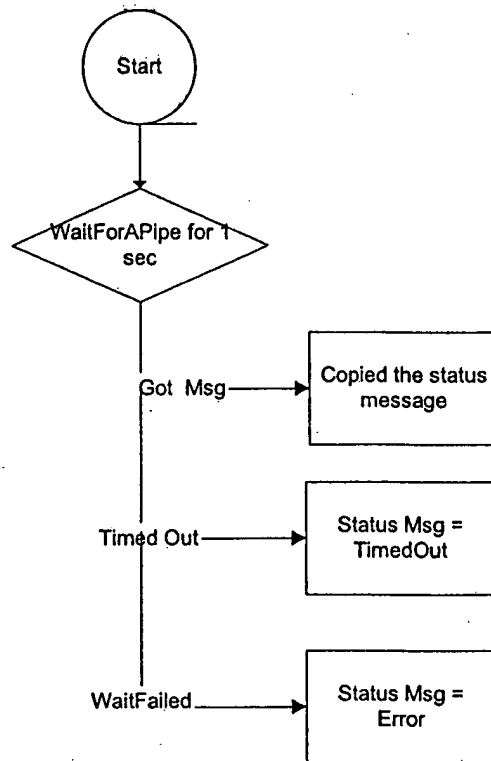 Start
WaitForAPipe for 1
sec
Got Msg
Copied the status
message
Timed Out
Status Msg =
TimedOut
WaitFailed
Status Msg =
Error